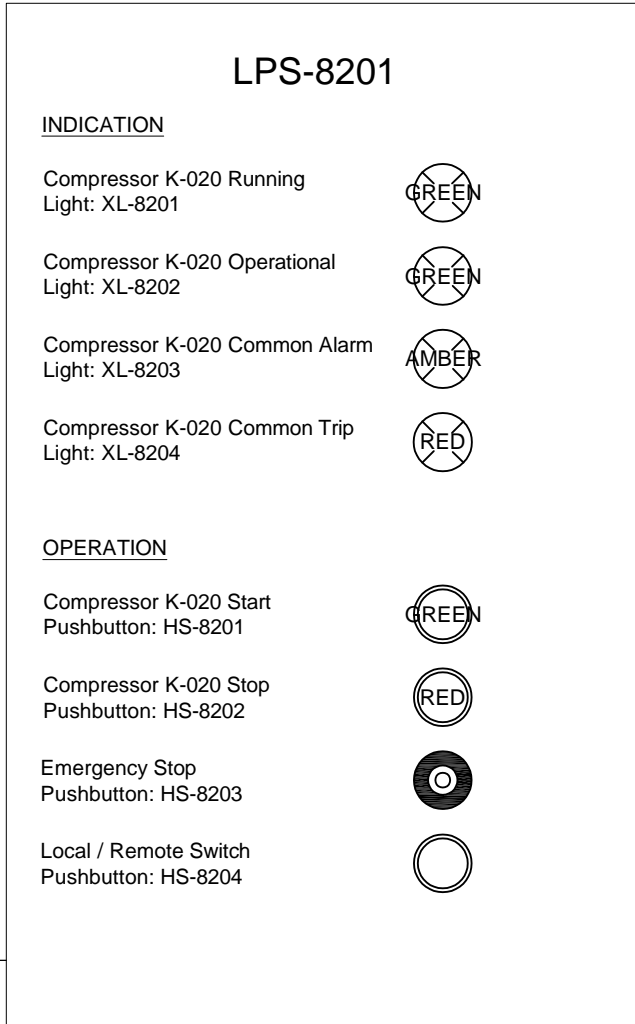 LPS-8201
INDICATION
Compressor K-020 Running
Light: XL-8201
GREEN
Compressor K-020 Operational
Light: XL-8202
GREEN
Compressor K-020 Common Alarm
Light: XL-8203
AMBER
Compressor K-020 Common Trip
Light: XL-8204
RED
OPERATION
Compressor K-020 Start
Pushbutton: HS-8201
GREEN
Compressor K-020 Stop
Pushbutton: HS-8202
RED
Emergency Stop
Pushbutton: HS-8203
Local / Remote Switch
Pushbutton: HS-8204